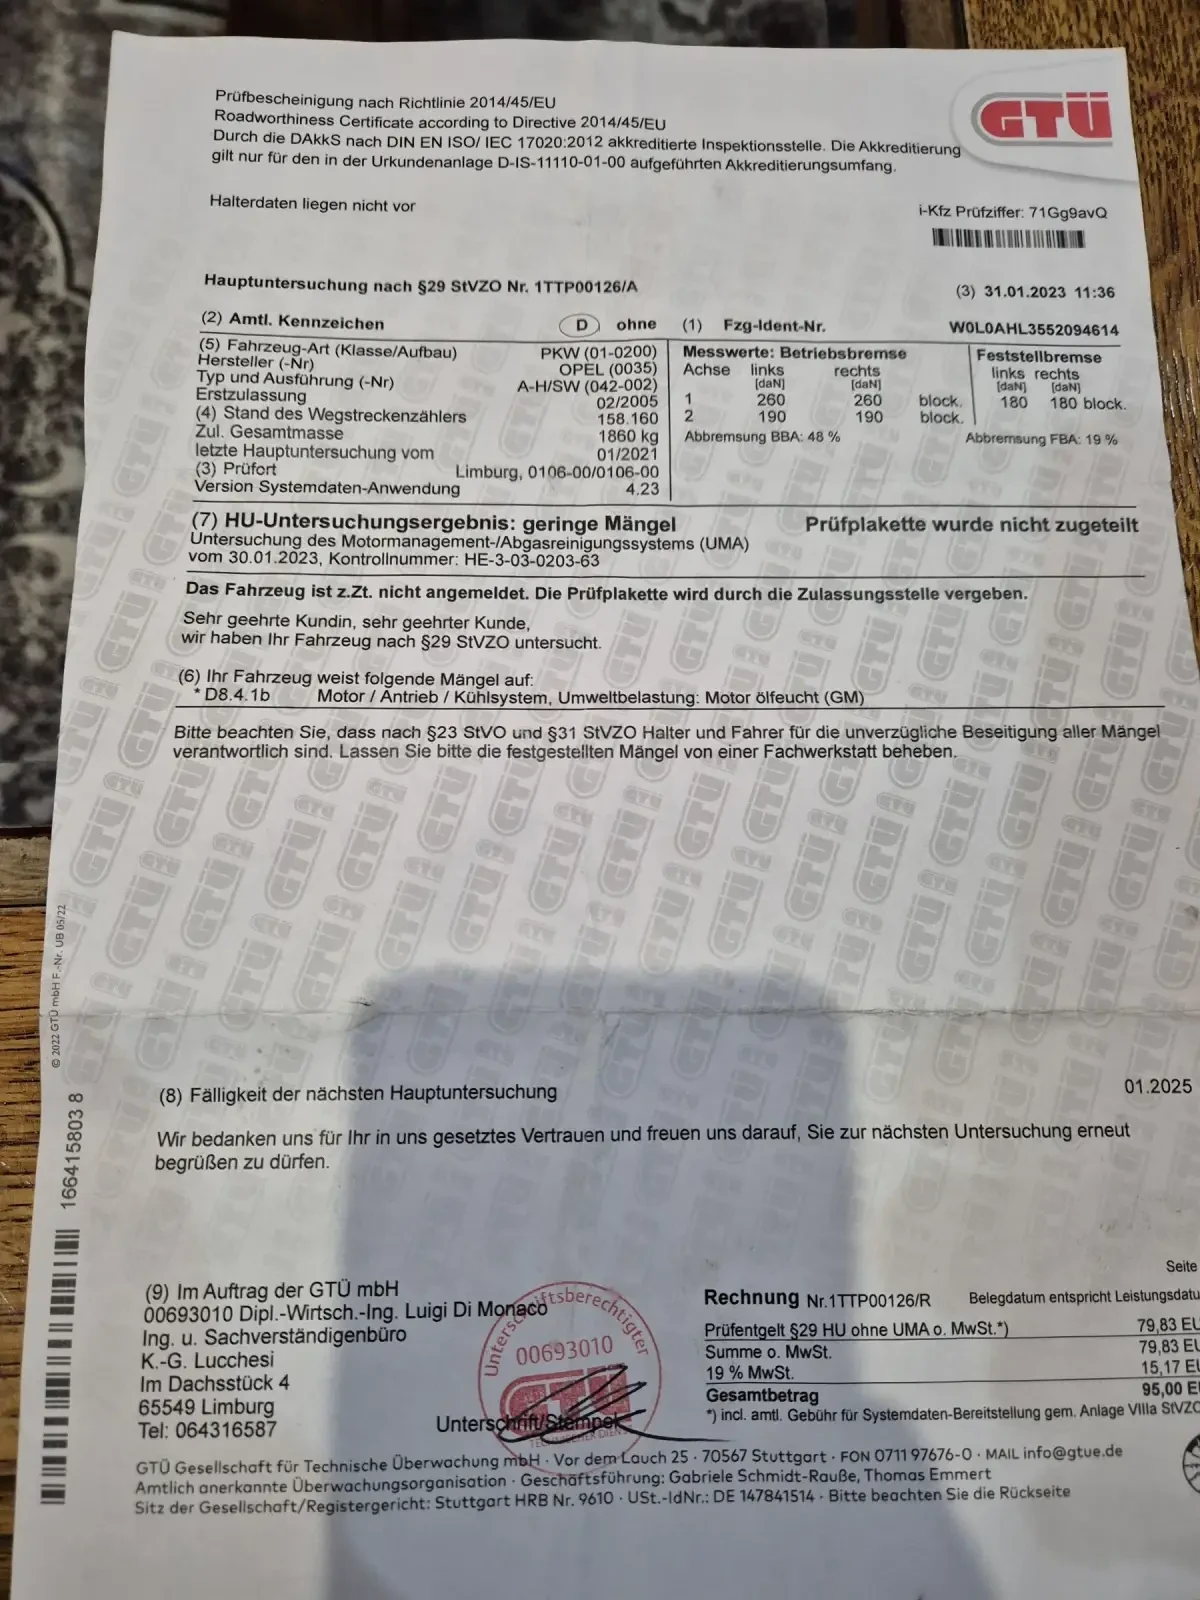 Prüfbescheinigung nach Richtlinie 2014/45/EU
Roadworthiness Certificate according to Directive 2014/45/EU
Durch die DAkkS nach DIN EN ISO/ IEC 17020:2012 akkreditierte Inspektionsstelle. Die Akkreditierung
gilt nur für den in der Urkundenanlage D-IS-11110-01-00 aufgeführten Akkreditierungsumfang.
GTÜ
Halterdaten liegen nicht vor
i-Kfz Prüfziffer: 71Gg9avQ
Hauptuntersuchung nach §29 StVZO Nr. 1TTP00126/A
(3) 31.01.2023 11:36
(2) Amtl. Kennzeichen D ohne
(1) Fzg-Ident-Nr. W0L0AHL3552094614
(5) Fahrzeug-Art (Klasse/Aufbau) PKW (01-0200)
Hersteller (-Nr) OPEL (0035)
Typ und Ausführung (-Nr) A-H/SW (042-002)
Erstzulassung 02/2005
(4) Stand des Wegstreckenzählers 158.160
Zul. Gesamtmasse 1860 kg
letzte Hauptuntersuchung vom 01/2021
(3) Prüfort Limburg, 0106-00/0106-00
Version Systemdaten-Anwendung 4.23
Messwerte: Betriebsbremse
Achse links rechts
[daN] [daN]
1 260 260 block.
2 190 190 block.
Abbremsung BBA: 48 %
Feststellbremse
links rechts
[daN] [daN]
180 180 block.
Abbremsung FBA: 19 %
(7) HU-Untersuchungsergebnis: geringe Mängel Prüfplakette wurde nicht zugeteilt
Untersuchung des Motormanagement-/Abgasreinigungssystems (UMA)
vom 30.01.2023, Kontrollnummer: HE-3-03-0203-63
Das Fahrzeug ist z.Zt. nicht angemeldet. Die Prüfplakette wird durch die Zulassungsstelle vergeben.
Sehr geehrte Kundin, sehr geehrter Kunde,
wir haben Ihr Fahrzeug nach §29 StVZO untersucht.
(6) Ihr Fahrzeug weist folgende Mängel auf:
* D8.4.1b Motor / Antrieb / Kühlsystem, Umweltbelastung: Motor ölfeucht (GM)
Bitte beachten Sie, dass nach §23 StVO und §31 StVZO Halter und Fahrer für die unverzügliche Beseitigung aller Mängel
verantwortlich sind. Lassen Sie bitte die festgestellten Mängel von einer Fachwerkstatt beheben.
© 2022 GTÜ mbH F.-Nr. UB 05/22
166415803 8
(8) Fälligkeit der nächsten Hauptuntersuchung 01.2025
Wir bedanken uns für Ihr in uns gesetztes Vertrauen und freuen uns darauf, Sie zur nächsten Untersuchung erneut
begrüßen zu dürfen.
Seite
(9) Im Auftrag der GTÜ mbH
00693010 Dipl.-Wirtsch.-Ing. Luigi Di Monaco
Ing. u. Sachverständigenbüro
K.-G. Lucchesi
Im Dachsstück 4
65549 Limburg
Tel: 064316587
Unterschrift/Stempel
Unterschriftsberechtigter
00693010
GTÜ
Rechnung Nr.1TTP00126/R Belegdatum entspricht Leistungsdatu
Prüfentgelt §29 HU ohne UMA o. MwSt.*) 79,83 EU
Summe o. MwSt. 79,83 EU
19 % MwSt. 15,17 EU
Gesamtbetrag 95,00 E
*) incl. amtl. Gebühr für Systemdaten-Bereitstellung gem. Anlage VIIIa StVZO
GTÜ Gesellschaft für Technische Überwachung mbH · Vor dem Lauch 25 · 70567 Stuttgart · FON 0711 97676-0 · MAIL info@gtue.de
Amtlich anerkannte Überwachungsorganisation · Geschäftsführung: Gabriele Schmidt-Rauße, Thomas Emmert
Sitz der Gesellschaft/Registergericht: Stuttgart HRB Nr. 9610 · USt.-IdNr.: DE 147841514 · Bitte beachten Sie die Rückseite